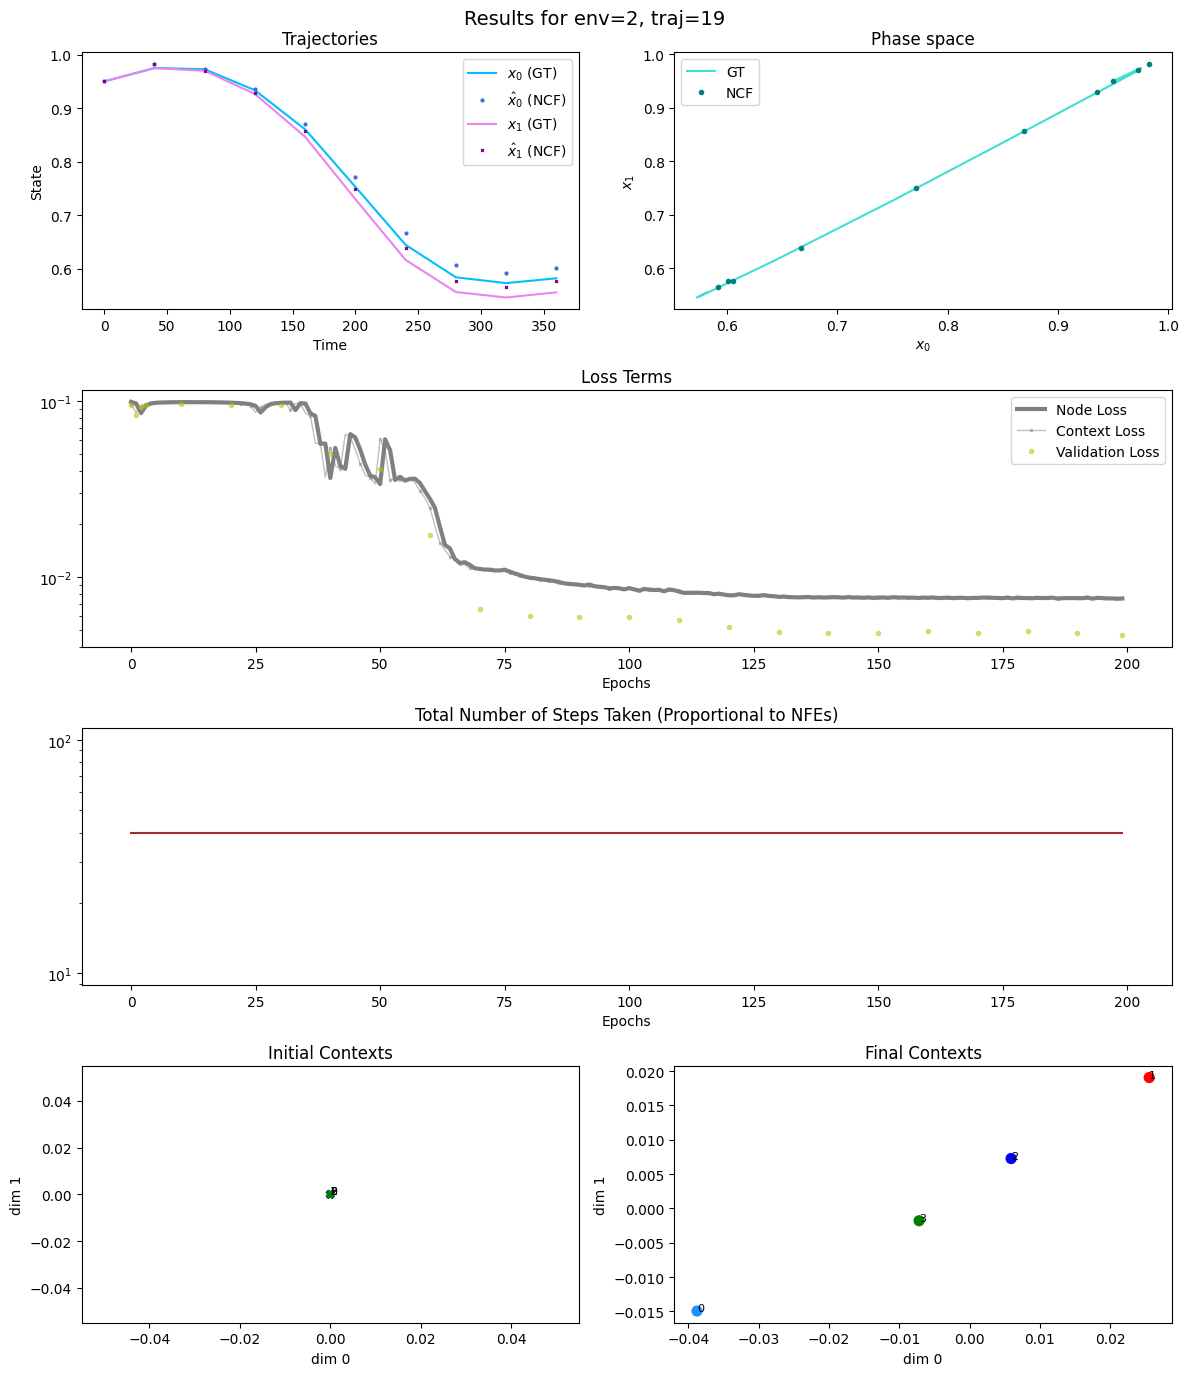 Results for env=2, traj=19
Trajectories
1.0
0.9
0.8
0.7
0.6
State
0 50 100 150 200 250 300 350
Time
x₀ (GT)
x̂₀ (NCF)
x₁ (GT)
x̂₁ (NCF)
Phase space
1.0
0.9
0.8
0.7
0.6
x₁
0.6 0.7 0.8 0.9 1.0
x₀
GT
NCF
Loss Terms
10⁻¹
10⁻²
0 25 50 75 100 125 150 175 200
Epochs
Node Loss
Context Loss
Validation Loss
Total Number of Steps Taken (Proportional to NFEs)
10²
10¹
0 25 50 75 100 125 150 175 200
Epochs
Initial Contexts
0.04
0.02
0.00
−0.02
−0.04
dim 1
−0.04 −0.02 0.00 0.02 0.04
dim 0
Final Contexts
0.020
0.015
0.010
0.005
0.000
−0.005
−0.010
−0.015
dim 1
1
2
3
0
−0.04 −0.03 −0.02 −0.01 0.00 0.01 0.02
dim 0